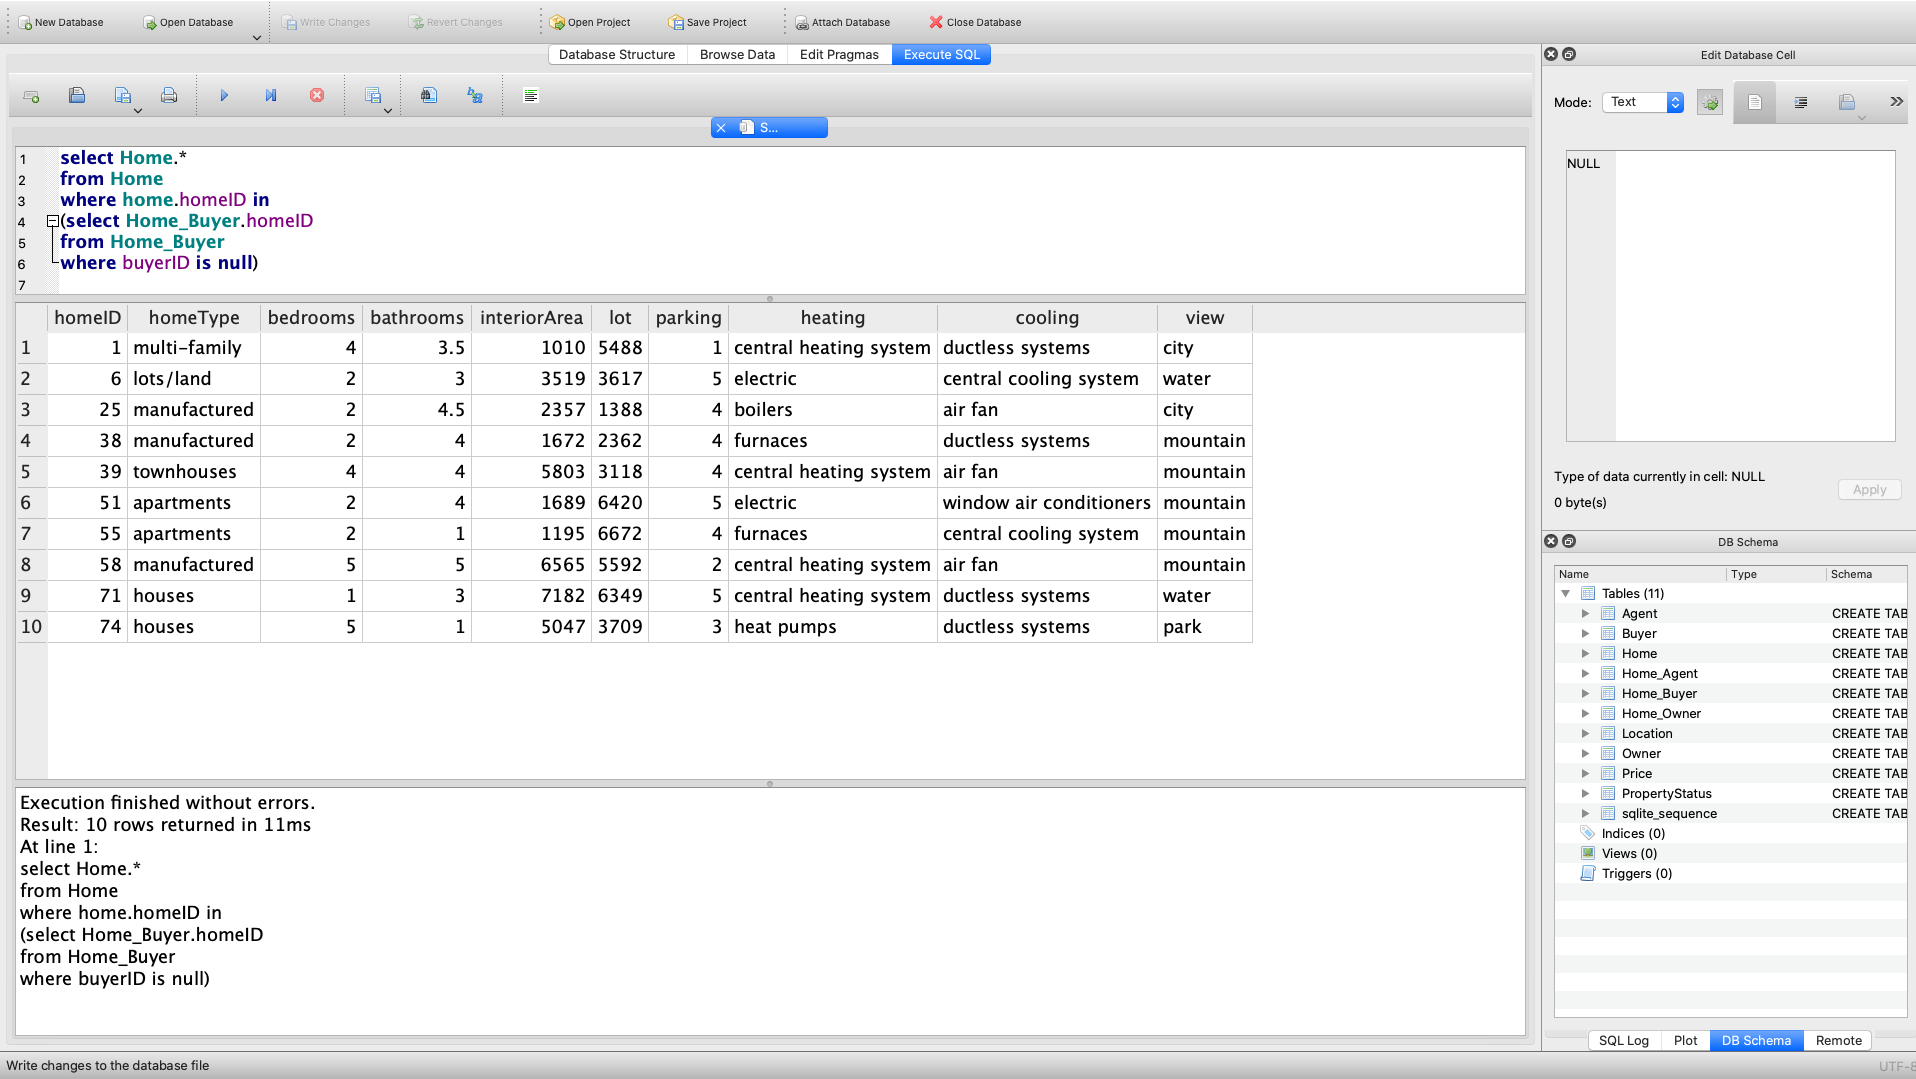 New Database Open Database Write Changes Revert Changes Open Project Save Project Attach Database Close Database
Database Structure Browse Data Edit Pragmas Execute SQL
S...
1 select Home.*
2 from Home
3 where home.homeID in
4 (select Home_Buyer.homeID
5 from Home_Buyer
6 where buyerID is null)
7
homeID homeType bedrooms bathrooms interiorArea lot parking heating cooling view
1 1 multi-family 4 3.5 1010 5488 1 central heating system ductless systems city
2 6 lots/land 2 3 3519 3617 5 electric central cooling system water
3 25 manufactured 2 4.5 2357 1388 4 boilers air fan city
4 38 manufactured 2 4 1672 2362 4 furnaces ductless systems mountain
5 39 townhouses 4 4 5803 3118 4 central heating system air fan mountain
6 51 apartments 2 4 1689 6420 5 electric window air conditioners mountain
7 55 apartments 2 1 1195 6672 4 furnaces central cooling system mountain
8 58 manufactured 5 5 6565 5592 2 central heating system air fan mountain
9 71 houses 1 3 7182 6349 5 central heating system ductless systems water
10 74 houses 5 1 5047 3709 3 heat pumps ductless systems park
Execution finished without errors.
Result: 10 rows returned in 11ms
At line 1:
select Home.*
from Home
where home.homeID in
(select Home_Buyer.homeID
from Home_Buyer
where buyerID is null)
Edit Database Cell
Mode: Text
NULL
Type of data currently in cell: NULL
0 byte(s)
Apply
DB Schema
Name Type Schema
Tables (11)
Agent CREATE TAB
Buyer CREATE TAB
Home CREATE TAB
Home_Agent CREATE TAB
Home_Buyer CREATE TAB
Home_Owner CREATE TAB
Location CREATE TAB
Owner CREATE TAB
Price CREATE TAB
PropertyStatus CREATE TAB
sqlite_sequence CREATE TAB
Indices (0)
Views (0)
Triggers (0)
SQL Log Plot DB Schema Remote
Write changes to the database file
UTF-8